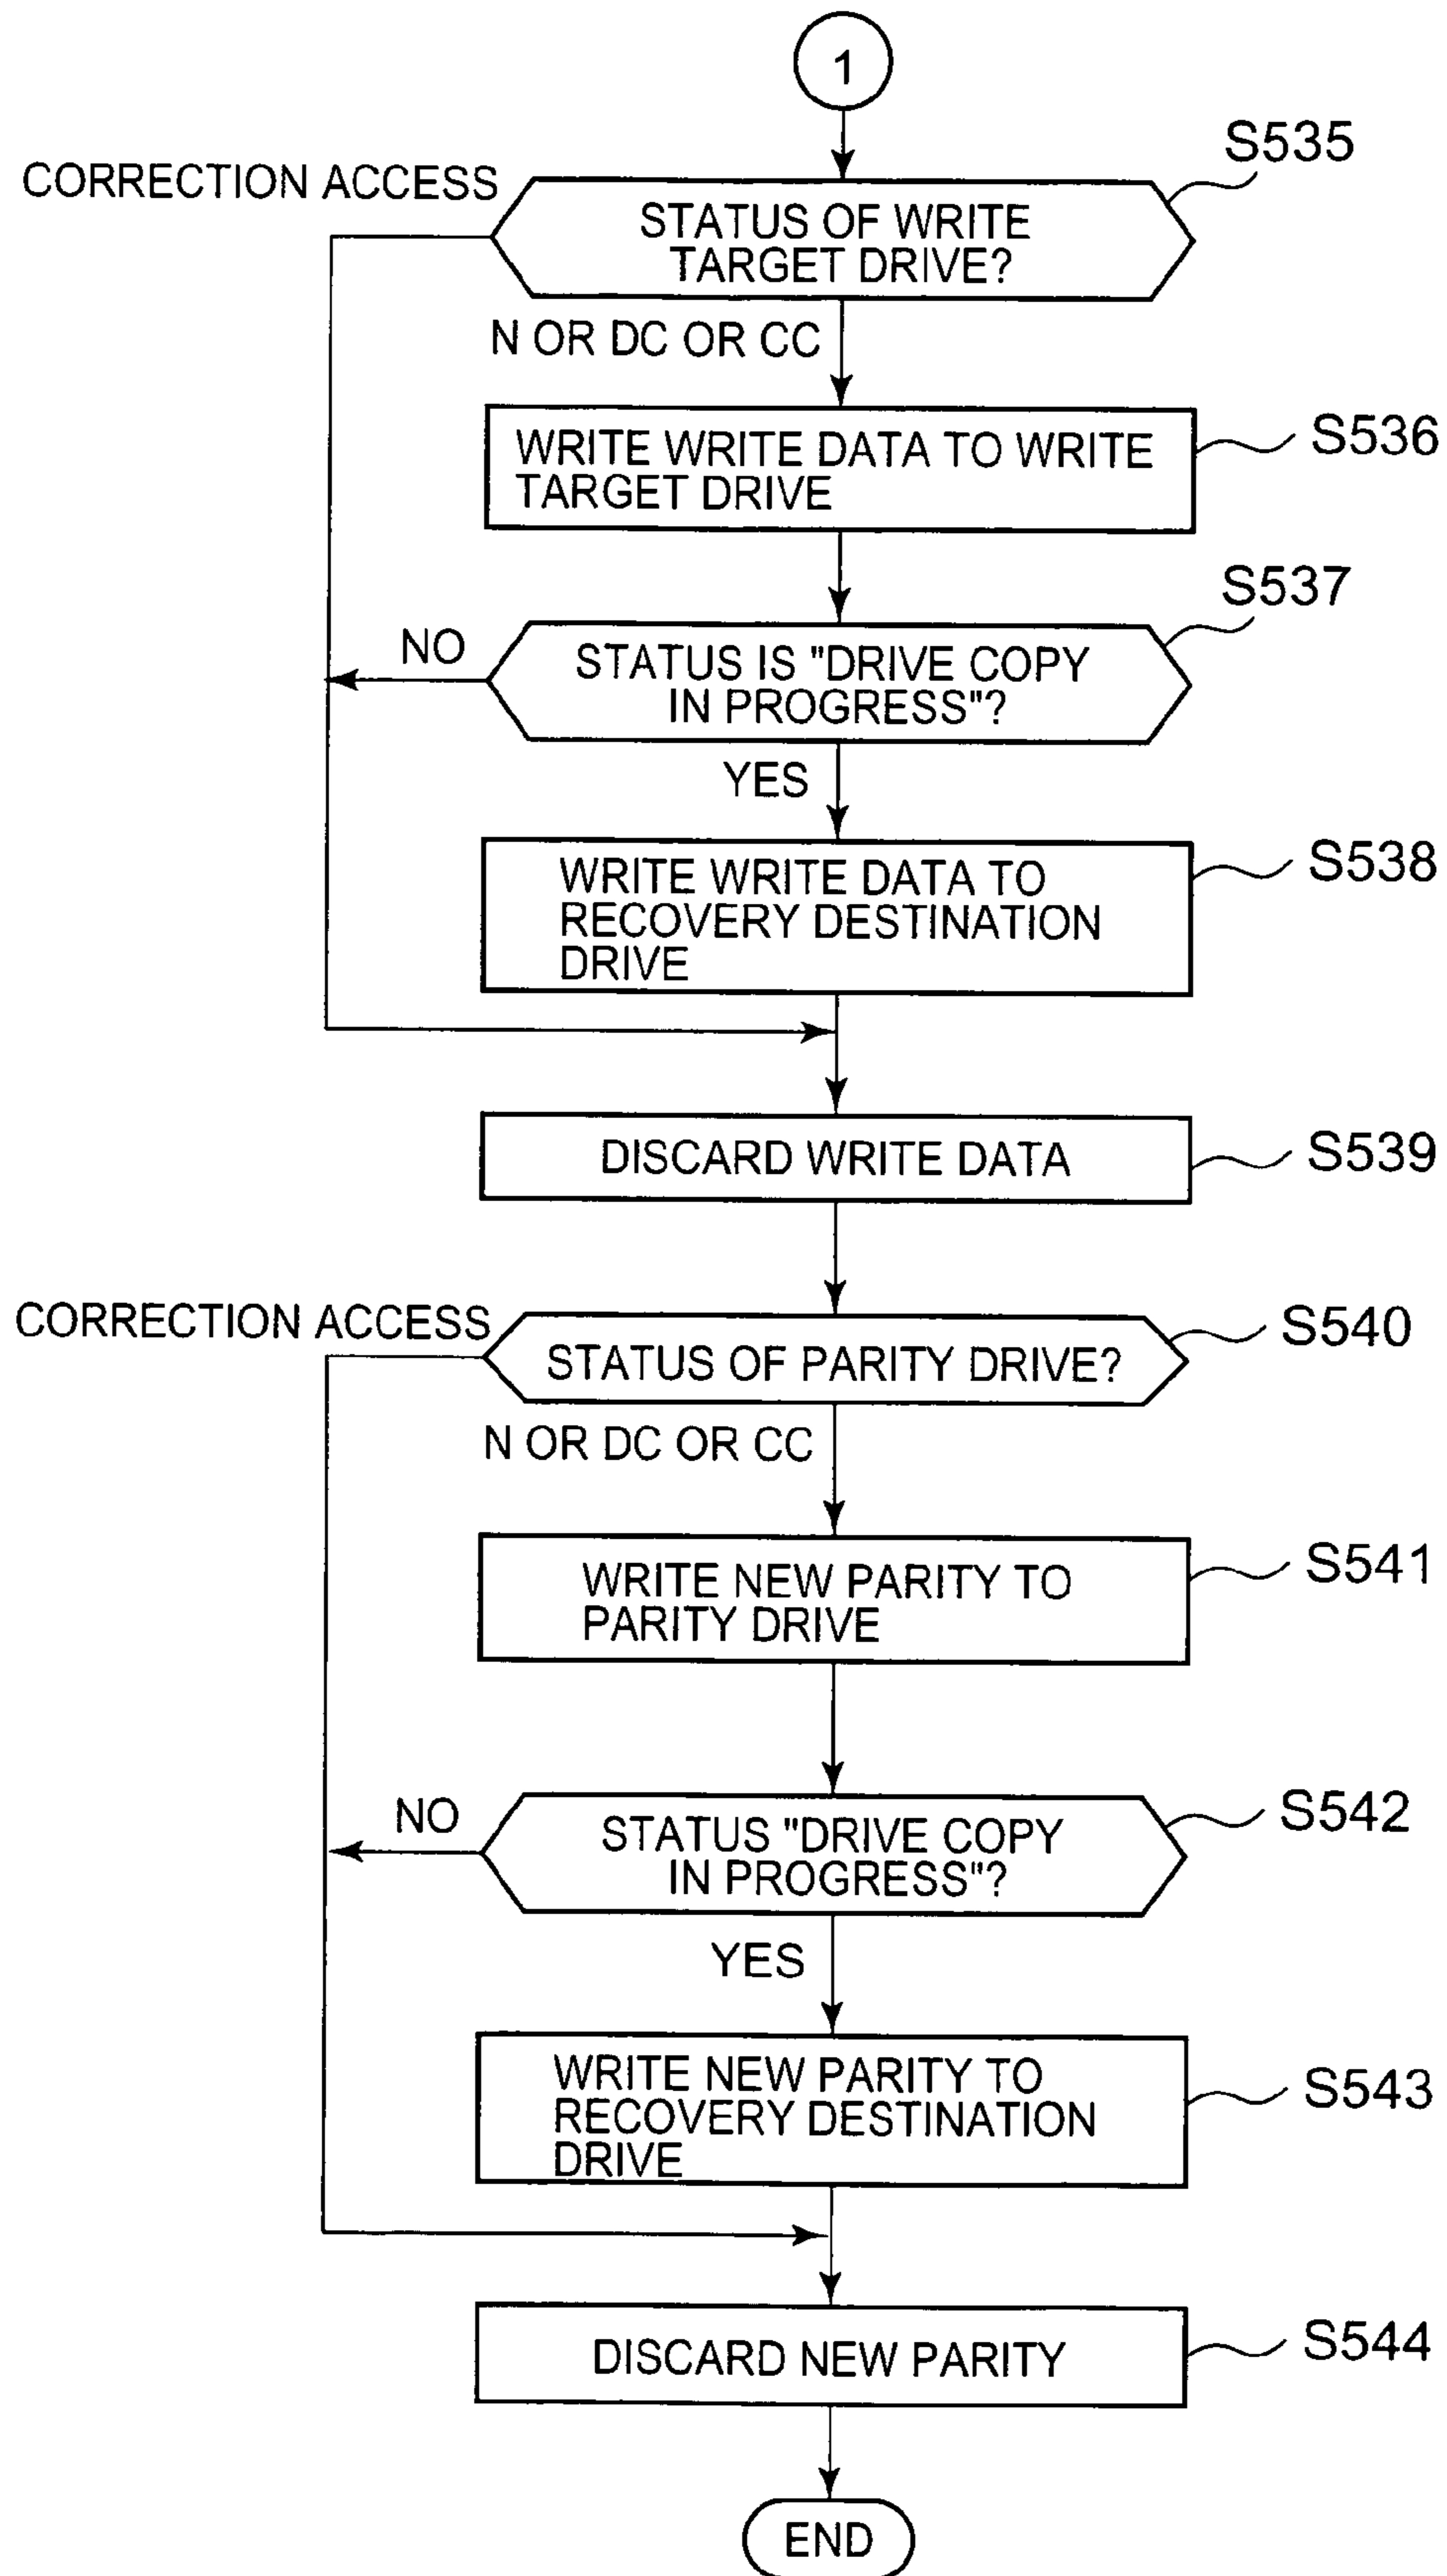 1
S535
CORRECTION ACCESS
STATUS OF WRITE
TARGET DRIVE?
N OR DC OR CC
WRITE WRITE DATA TO WRITE
TARGET DRIVE
S536
S537
NO
STATUS IS "DRIVE COPY
IN PROGRESS"?
YES
WRITE WRITE DATA TO
RECOVERY DESTINATION
DRIVE
S538
DISCARD WRITE DATA
S539
CORRECTION ACCESS
STATUS OF PARITY DRIVE?
S540
N OR DC OR CC
WRITE NEW PARITY TO
PARITY DRIVE
S541
NO
STATUS "DRIVE COPY
IN PROGRESS"?
S542
YES
WRITE NEW PARITY TO
RECOVERY DESTINATION
DRIVE
S543
DISCARD NEW PARITY
S544
END